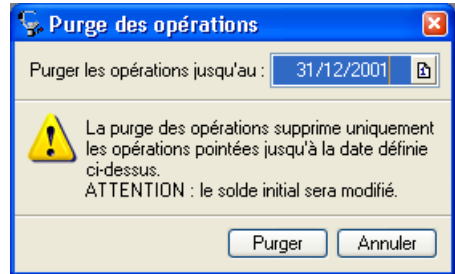 Purge des opérations
Purger les opérations jusqu'au : 31/12/2001
La purge des opérations supprime uniquement
les opérations pointées jusqu'à la date définie
ci-dessus.
ATTENTION : le solde initial sera modifié.
Purger Annuler